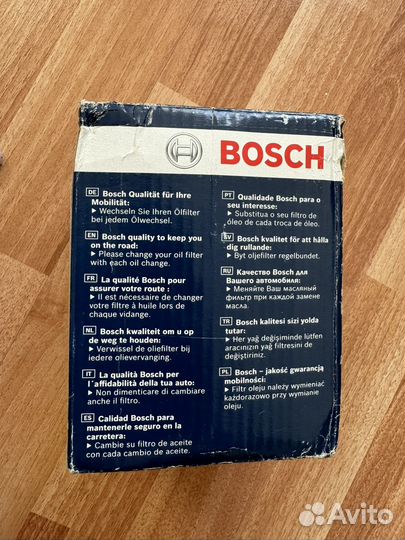 BOSCH
DE Bosch Qualität für Ihre
Mobilität:
▶ Wechseln Sie Ihren Ölfilter
bei jedem Ölwechsel.
EN Bosch quality to keep you
on the road:
▶ Please change your oil filter
with each oil change.
FR La qualité Bosch pour
assurer votre route :
▶ Il est nécessaire de changer
votre filtre à huile lors de
chaque vidange.
NL Bosch kwaliteit om u op
de weg te houden:
▶ Verwissel de oliefilter bij
iedere olieverversing.
IT La qualità Bosch per
l´affidabilità della tua auto:
▶ Non dimenticare di cambiare
anche il filtro.
ES Calidad Bosch para
mantenerle seguro en la
carretera:
▶ Cambie su filtro de aceite
con cada cambio de aceite.
PT Qualidade Bosch para o
seu interesse:
▶ Substitua o seu filtro de
óleo de cada troca de óleo.
SV Bosch kvalitet för att hålla
dig rullande:
▶ Byt oljefilter regelbundet.
RU Качество Bosch для
Вашего автомобиля:
▶ Меняйте Ваш масляный
фильтр при каждой замене
масла.
TR Bosch kalitesi sizi yolda
tutar:
▶ Her yağ değişiminde lütfen
aracınızın yağ filtresini de
değiştiriniz.
PL Bosch – jakość gwarancją
mobilności:
▶ Filtr oleju należy wymieniać
każdorazowo przy wymianie
oleju.
Avito